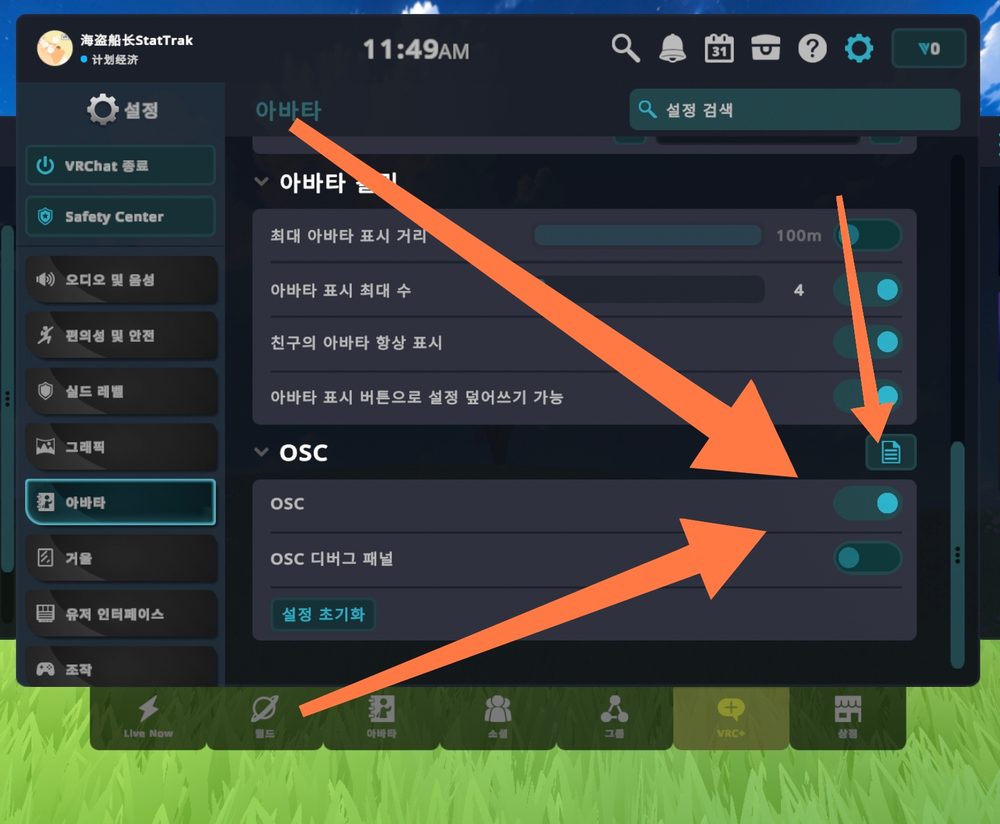 海盗船长StatTrak
计划经济
11:49AM
31
?
0
설정
VRChat 종료
Safety Center
오디오 및 음성
편의성 및 안전
실드 레벨
그래픽
아바타
거울
유저 인터페이스
조작
아바타
설정 검색
아바타
최대 아바타 표시 거리
100m
아바타 표시 최대 수
4
친구의 아바타 항상 표시
아바타 표시 버튼으로 설정 덮어쓰기 가능
OSC
OSC
OSC 디버그 패널
설정 초기화
Live Now
월드
아바타
소셜
그룹
VRC+
상점